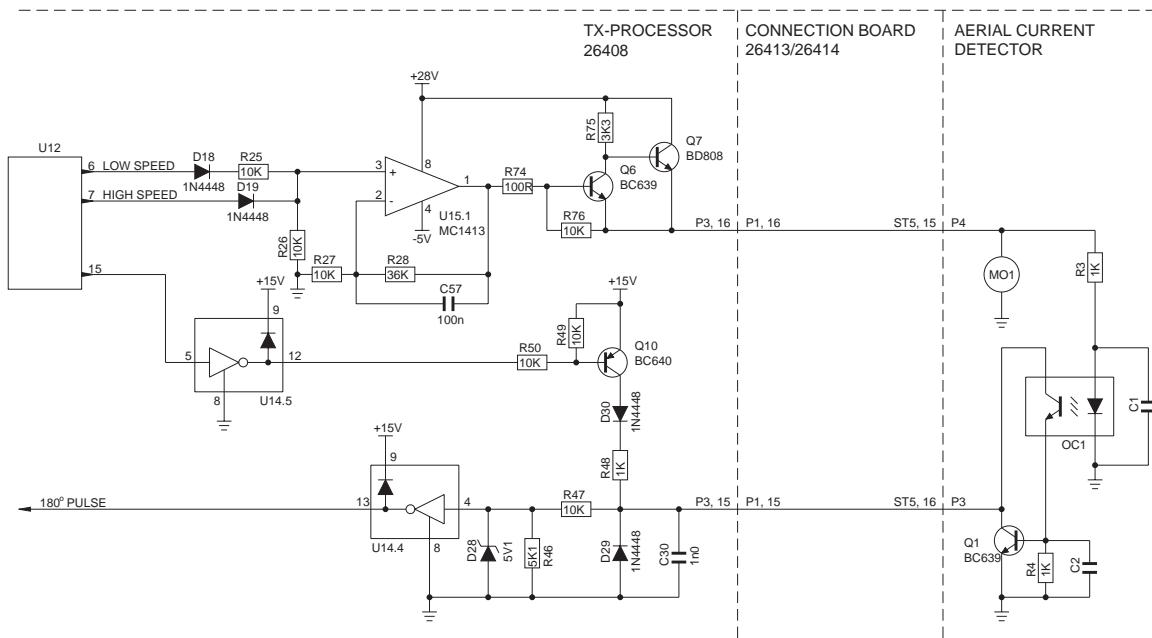 TX-PROCESSOR
26408
CONNECTION BOARD
26413/26414
AERIAL CURRENT
DETECTOR
+28V
R75
3K3
Q7
BD808
U12
6
LOW SPEED
D18
1N4448
R25
10K
3
+
8
Q6
BC639
7
HIGH SPEED
D19
1N4448
2
-
1
R74
100R
U15.1
MC1413
4
-5V
R76
10K
P3, 16
P1, 16
ST5, 15
P4
R26
10K
R27
10K
R28
36K
C57
100n
MO1
R3
1K
15
+15V
9
+15V
R49
10K
Q10
BC640
5
12
R50
10K
8
U14.5
D30
1N4448
OC1
C1
+15V
9
R48
1K
180° PULSE
13
4
R47
10K
P3, 15
P1, 15
ST5, 16
P3
U14.4
8
D28
5V1
5K1
R46
D29
1N4448
C30
1n0
Q1
BC639
R4
1K
C2